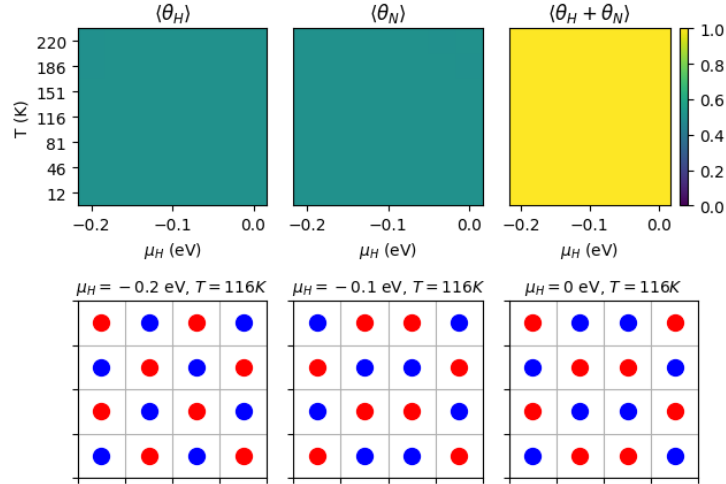 ⟨θ_H⟩ ⟨θ_N⟩ ⟨θ_H + θ_N⟩
T (K)
220
186
151
116
81
46
12
1.0
0.8
0.6
0.4
0.2
0.0
−0.2 −0.1 0.0 −0.2 −0.1 0.0 −0.2 −0.1 0.0
μ_H (eV) μ_H (eV) μ_H (eV)
μ_H = −0.2 eV, T = 116K μ_H = −0.1 eV, T = 116K μ_H = 0 eV, T = 116K